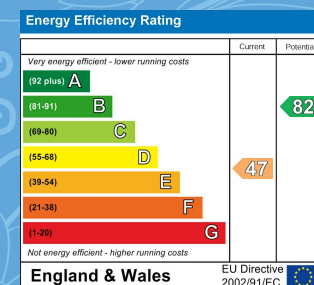 Energy Efficiency Rating
Current Potentia
Very energy efficient - lower running costs
(92 plus) A
(81-91) B
82
(69-80) C
(55-68) D
47
(39-54) E
(21-38) F
(1-20) G
Not energy efficient - higher running costs
England & Wales
EU Directive
2002/91/EC